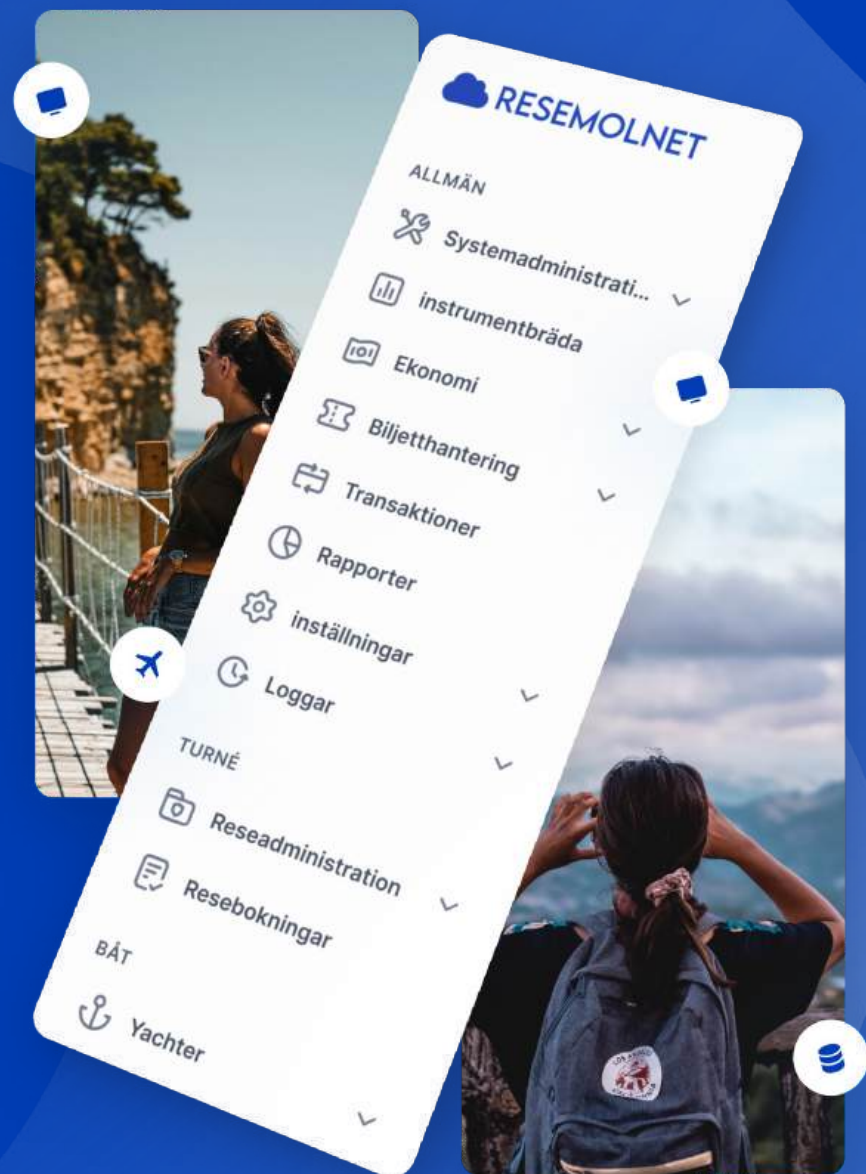 RESEMOLNET
ALLMÄN
Systemadministrati...
instrumentbräda
Ekonomi
Biljetthantering
Transaktioner
Rapporter
inställningar
Loggar
TURNÉ
Reseadministration
Resebokningar
BÅT
Yachter